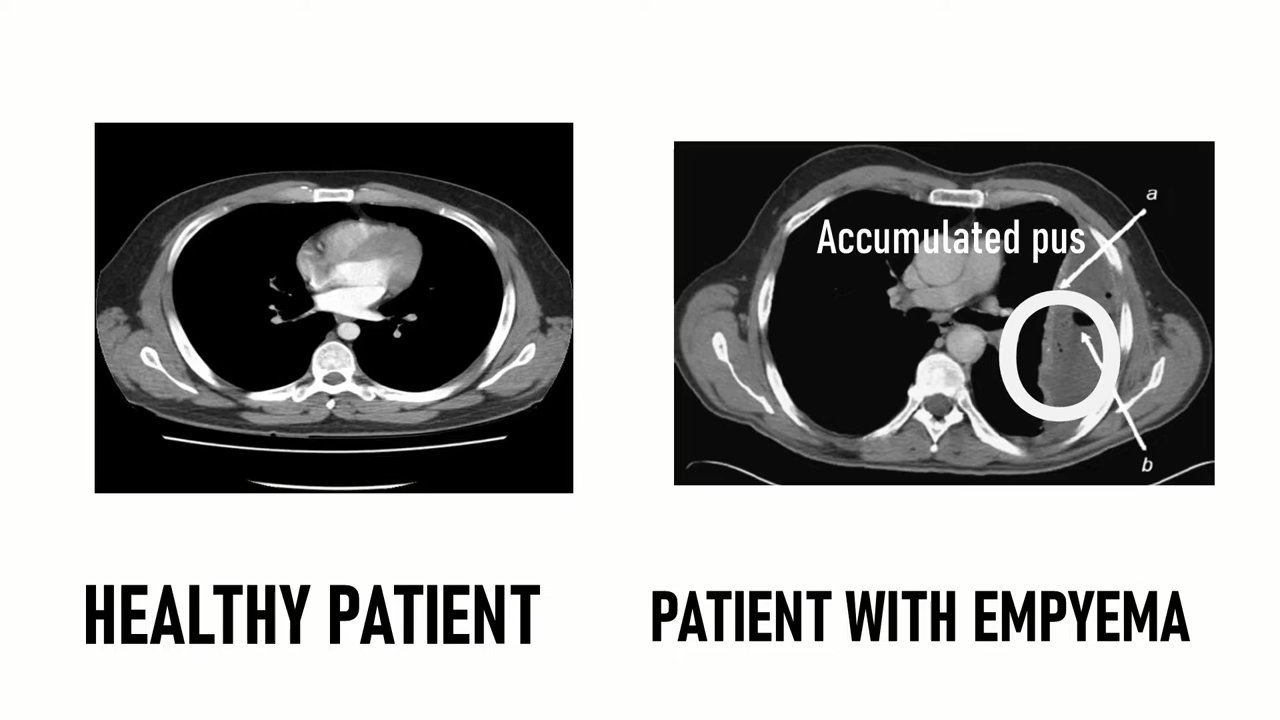 Accumulated pus
a
b
HEALTHY PATIENT
PATIENT WITH EMPYEMA